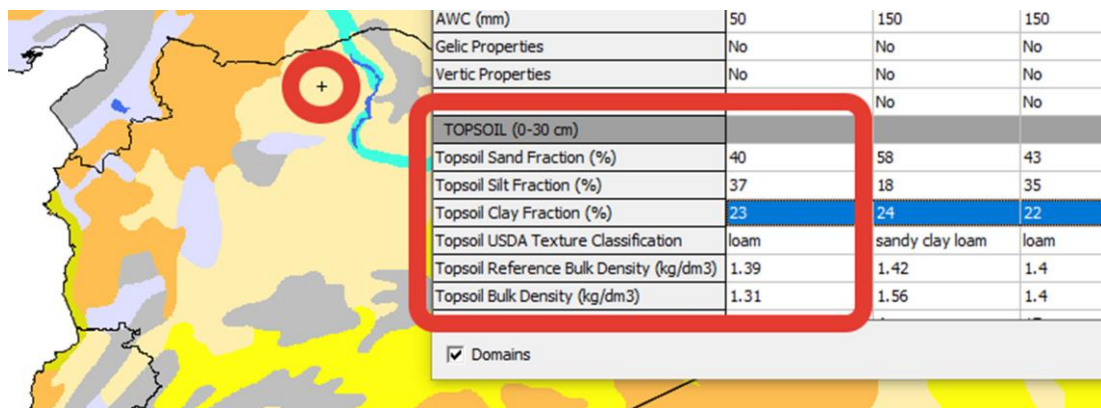 AWC (mm) 50 150 150
Gelic Properties No No No
Vertic Properties No No No
No No
TOPSOIL (0-30 cm)
Topsoil Sand Fraction (%) 40 58 43
Topsoil Silt Fraction (%) 37 18 35
Topsoil Clay Fraction (%) 23 24 22
Topsoil USDA Texture Classification loam sandy clay loam loam
Topsoil Reference Bulk Density (kg/dm3) 1.39 1.42 1.4
Topsoil Bulk Density (kg/dm3) 1.31 1.56 1.4
Domains